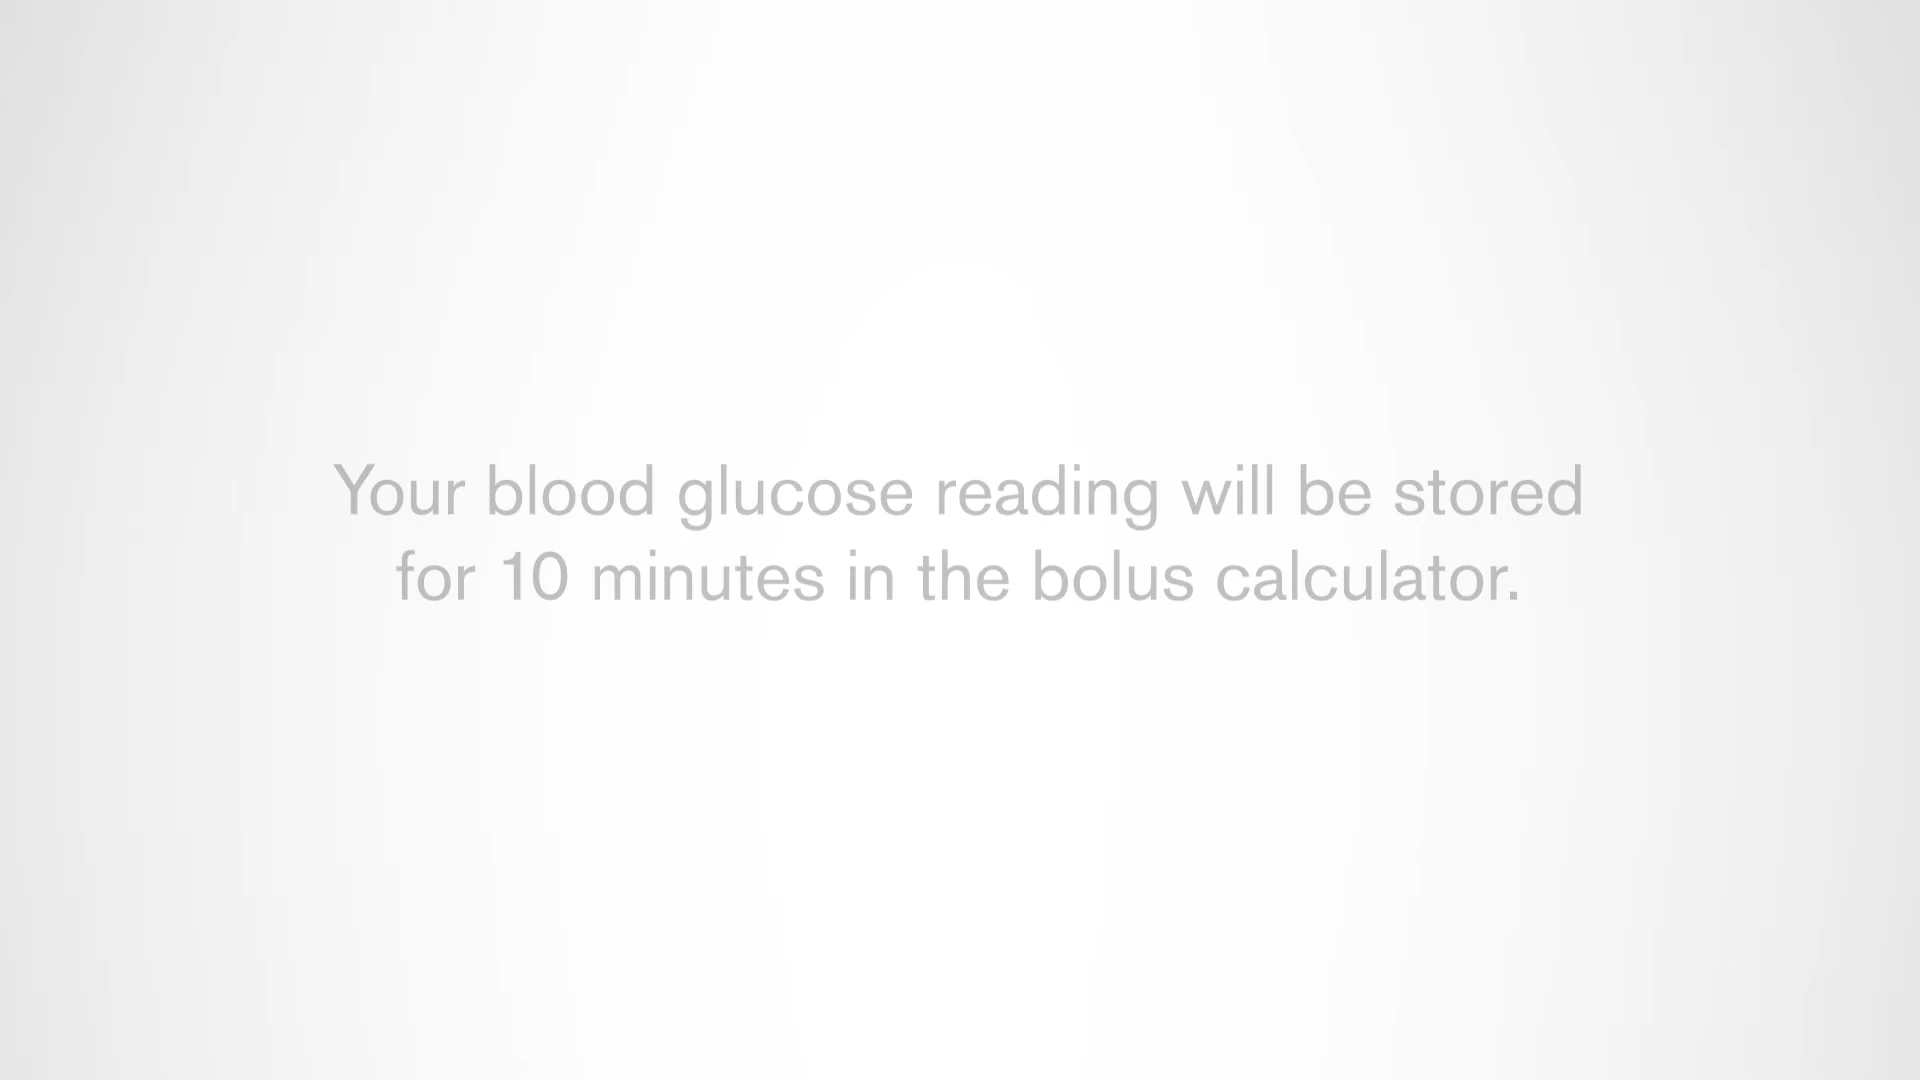 Your blood glucose reading will be stored
for 10 minutes in the bolus calculator.